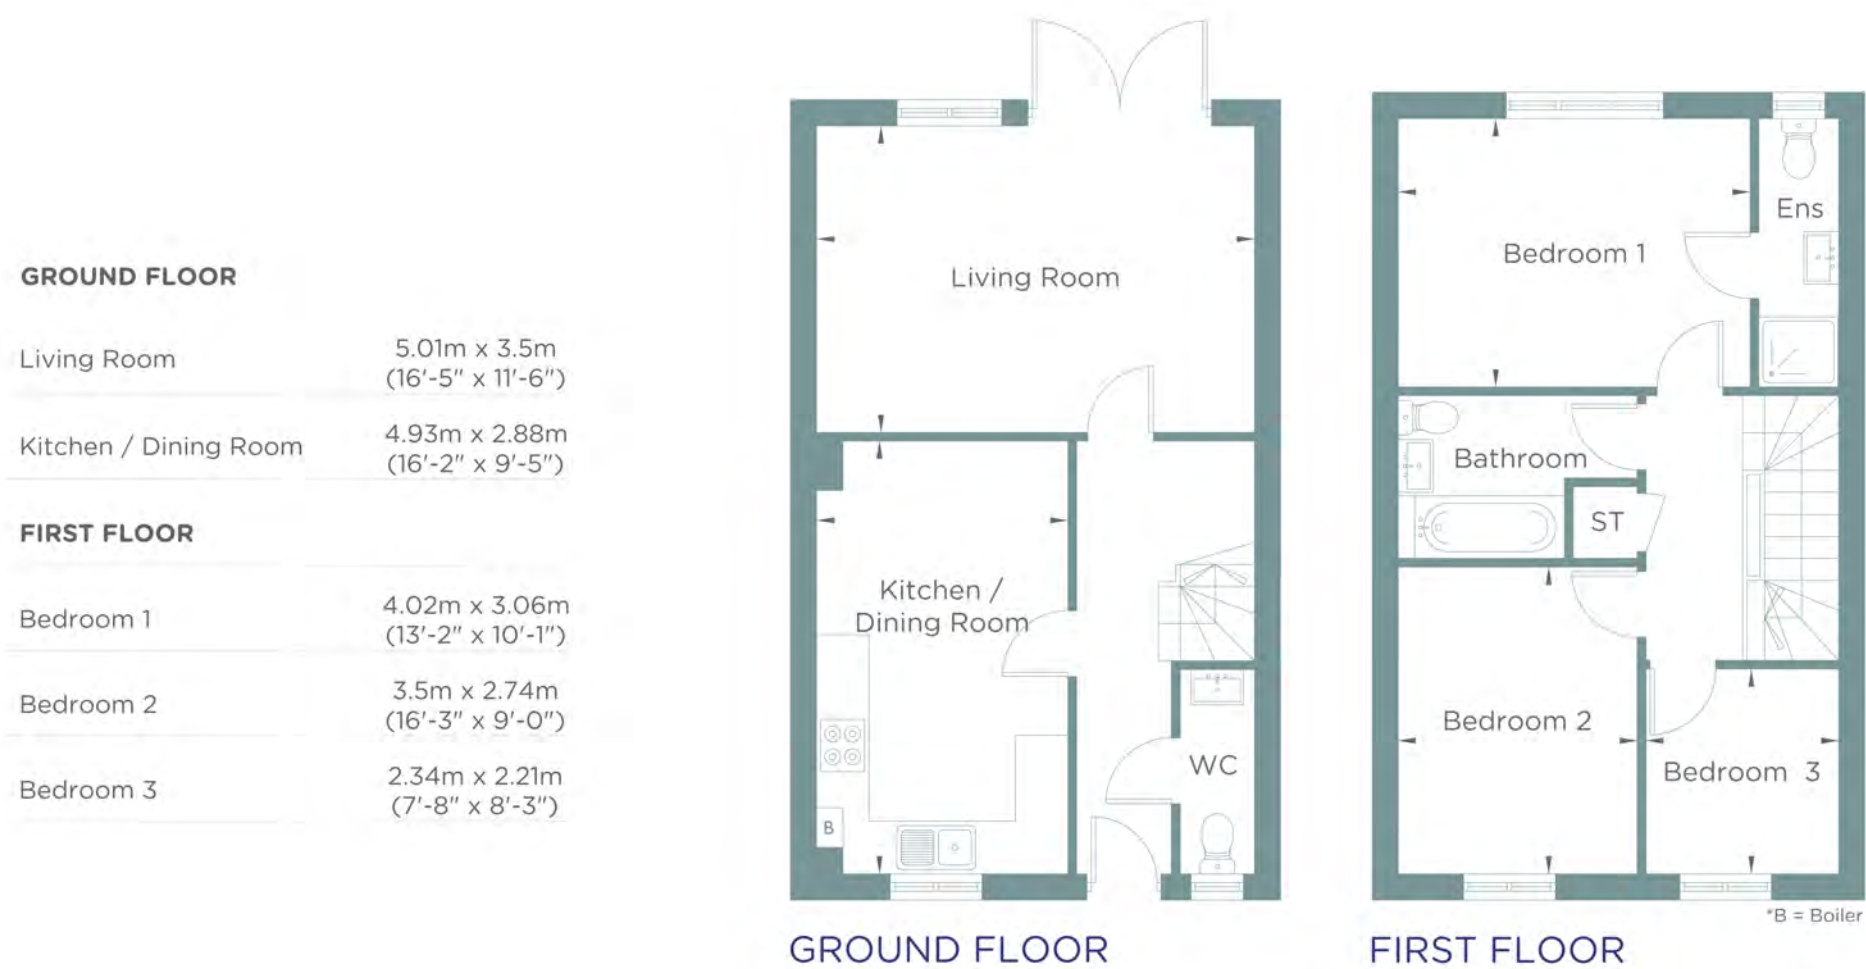 GROUND FLOOR
Living Room
5.01m x 3.5m
(16'-5" x 11'-6")
Kitchen / Dining Room
4.93m x 2.88m
(16'-2" x 9'-5")
FIRST FLOOR
Bedroom 1
4.02m x 3.06m
(13'-2" x 10'-1")
Bedroom 2
3.5m x 2.74m
(16'-3" x 9'-0")
Bedroom 3
2.34m x 2.21m
(7'-8" x 8'-3")
Living Room
Kitchen /
Dining Room
WC
B
GROUND FLOOR
Ens
Bedroom 1
Bathroom
ST
Bedroom 2
Bedroom 3
*B = Boiler
FIRST FLOOR